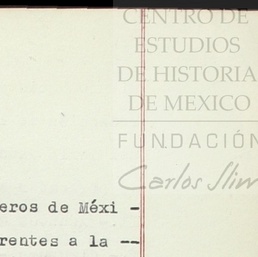 CENTRO DE
ESTUDIOS
DE HISTORIA
DE MEXICO
FUNDACIÓN
Carlos Slim
eros de Méxi -
rentes a la --